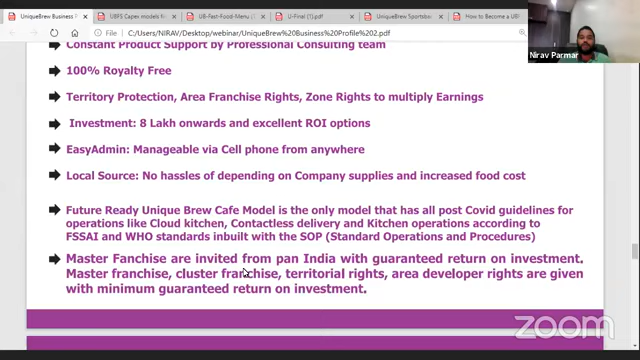 UniqueBrew Business P
UBFS Capex models f
UB-Fast-Food-Menu (
U-Final (1).pdf
UniqueBrew Sportsba
How to Become a UB
File
C:/Users/NIRAV/Desktop/webinar/UniqueBrew%20Business%20Profile%202.pdf
Nirav Parmar
Constant Product Support by Professional Consulting team
100% Royalty Free
Territory Protection, Area Franchise Rights, Zone Rights to multiply Earnings
Investment: 8 Lakh onwards and excellent ROI options
EasyAdmin: Manageable via Cell phone from anywhere
Local Source: No hassles of depending on Company supplies and increased food cost
Future Ready Unique Brew Cafe Model is the only model that has all post Covid guidelines for
operations like Cloud kitchen, Contactless delivery and Kitchen operations according to
FSSAI and WHO standards inbuilt with the SOP (Standard Operations and Procedures)
Master Fanchise are invited from pan India with guaranteed return on investment.
Master franchise, cluster franchise, territorial rights, area developer rights are given
with minimum guaranteed return on investment.
zoom